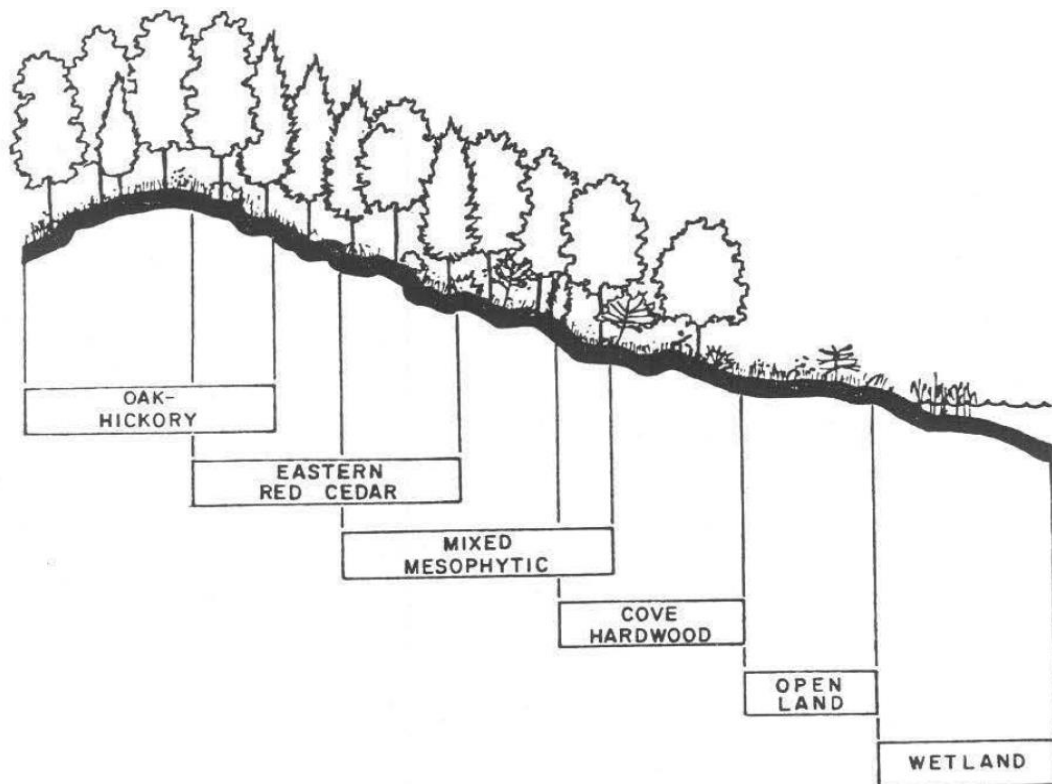 OAK-
HICKORY
EASTERN
RED CEDAR
MIXED
MESOPHYTIC
COVE
HARDWOOD
OPEN
LAND
WETLAND